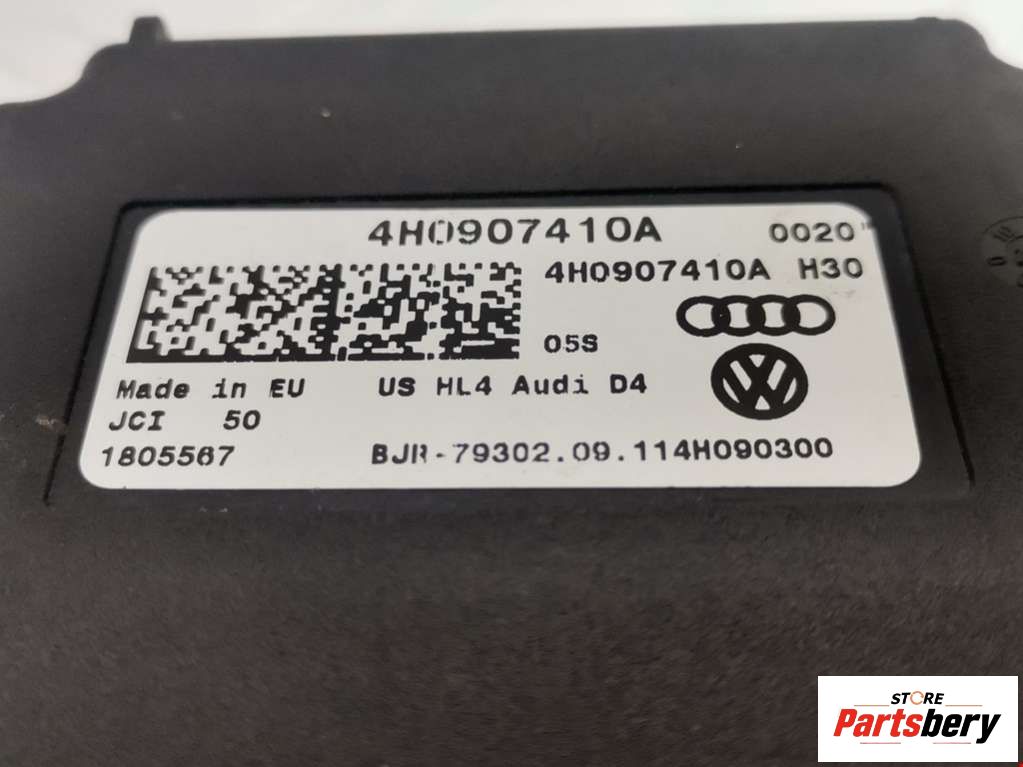 4H0907410A 0020
4H0907410A H30
05S
Made in EU US HL4 Audi D4
JCI 50
1805567 BJR-79302.09.114H090300
STORE
Partsbery